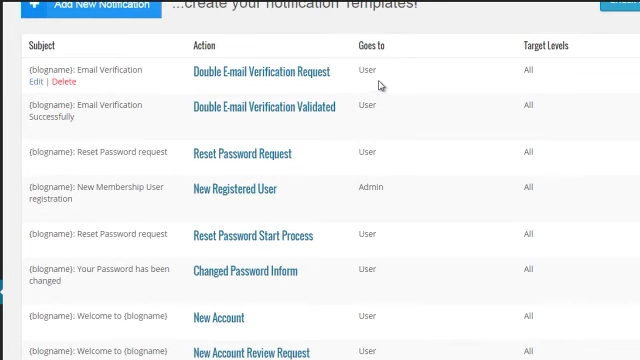 + Add New Notification ...create your notification Templates!
Subject Action Goes to Target Levels
{blogname}: Email Verification Double E-mail Verification Request User All
Edit | Delete
{blogname}: Email Verification Double E-mail Verification Validated User All
Successfully
{blogname}: Reset Password request Reset Password Request User All
{blogname}: New Membership User New Registered User Admin All
registration
{blogname}: Reset Password request Reset Password Start Process User All
{blogname}: Your Password has been Changed Password Inform User All
changed
{blogname}: Welcome to {blogname} New Account User All
{blogname}: Welcome to {blogname} New Account Review Request User All